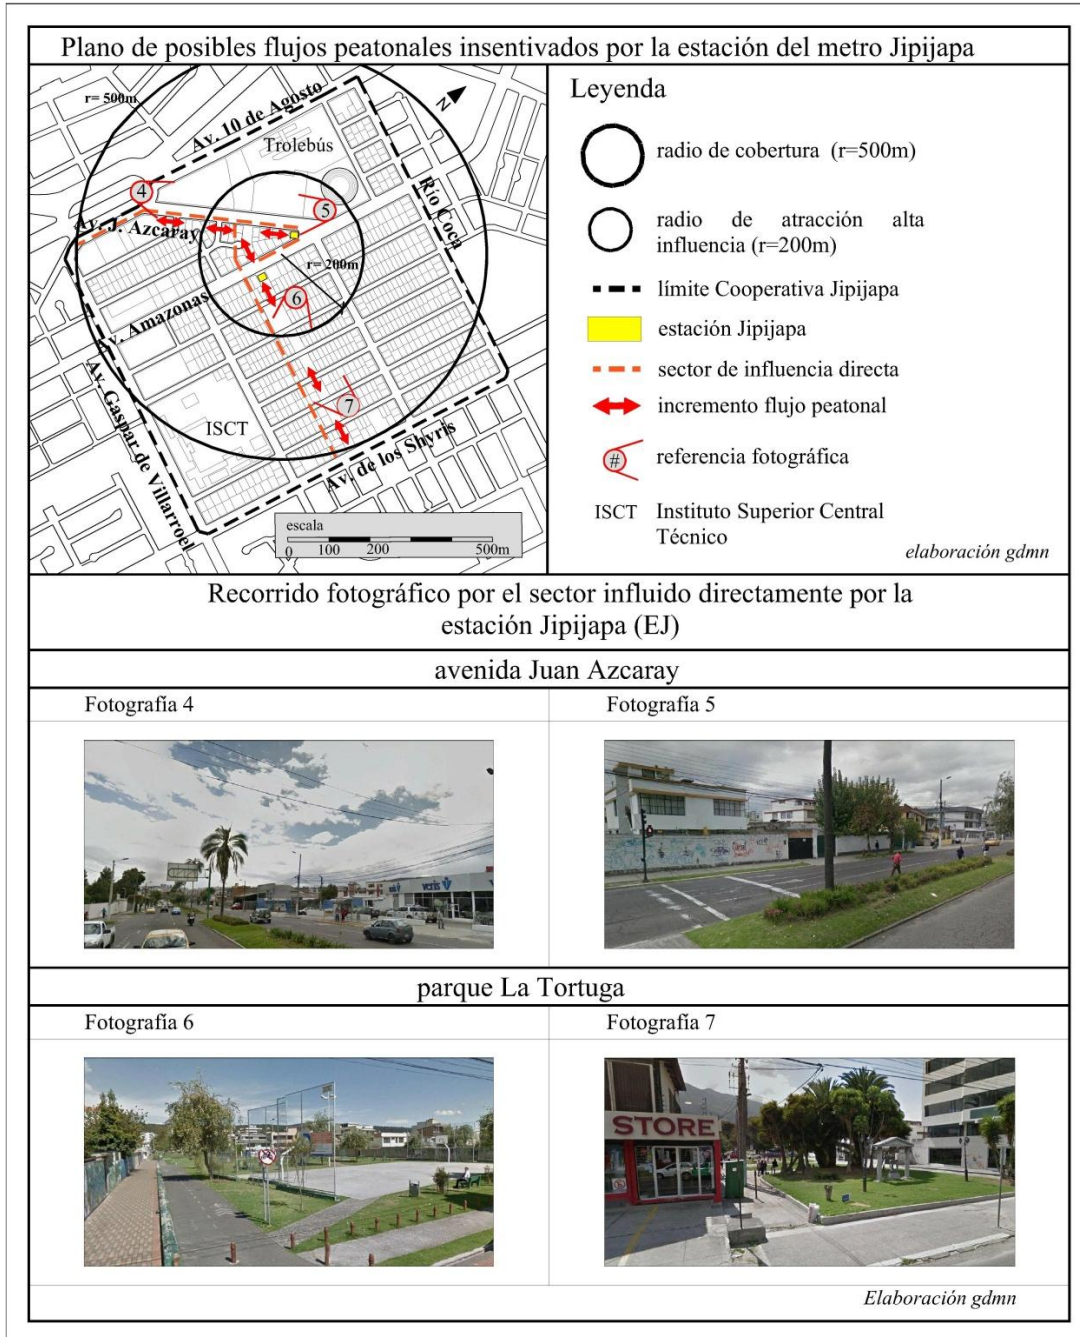 Plano de posibles flujos peatonales insentivados por la estación del metro Jipijapa
r= 500m
Av. 10 de Agosto
Trolebús
N
4
5
Río Coca
Av. J. Azcaray
r= 200m
6
Av. Amazonas
7
ISCT
Av. Gaspar de Villarroel
Av. de los Shyris
escala
0 100 200 500m
Leyenda
radio de cobertura (r=500m)
radio de atracción alta
influencia (r=200m)
límite Cooperativa Jipijapa
estación Jipijapa
sector de influencia directa
incremento flujo peatonal
# referencia fotográfica
ISCT Instituto Superior Central
Técnico
elaboración gdmn
Recorrido fotográfico por el sector influido directamente por la
estación Jipijapa (EJ)
avenida Juan Azcaray
Fotografía 4
Fotografía 5
veris
parque La Tortuga
Fotografía 6
Fotografía 7
STORE
Elaboración gdmn